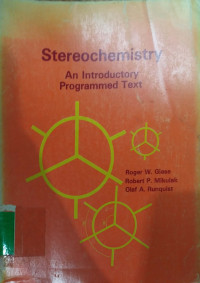 Stereochemistry
An Introductory
Programmed Text
Roger W. Giese
Robert P. Mikulak
Olaf A. Runquist